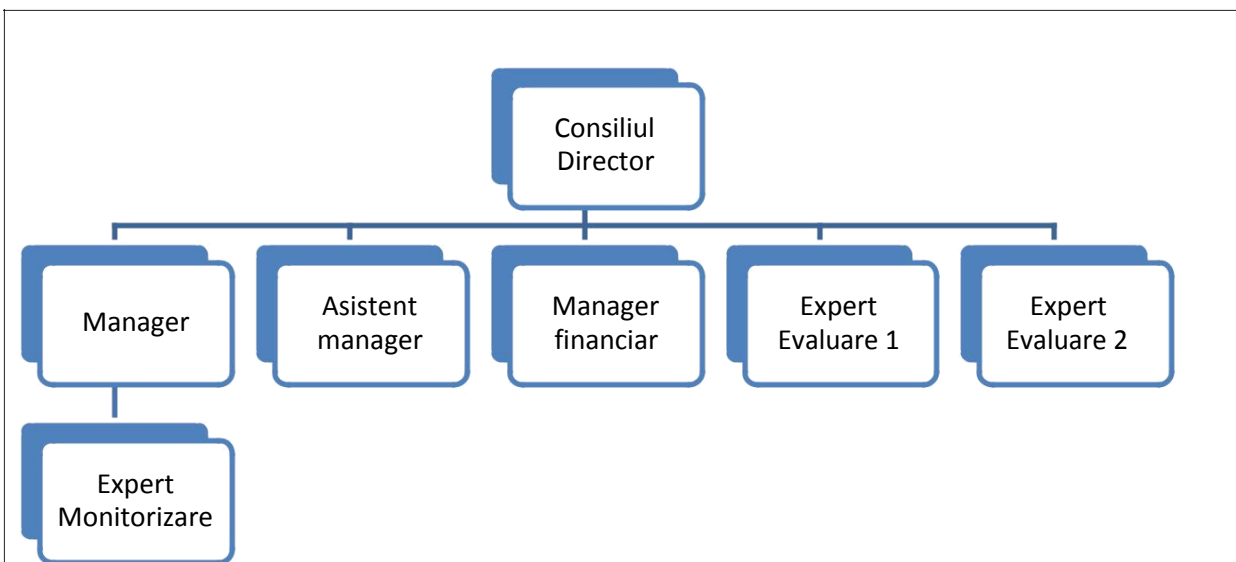 Consiliul
Director
Manager
Asistent
manager
Manager
financiar
Expert
Evaluare 1
Expert
Evaluare 2
Expert
Monitorizare